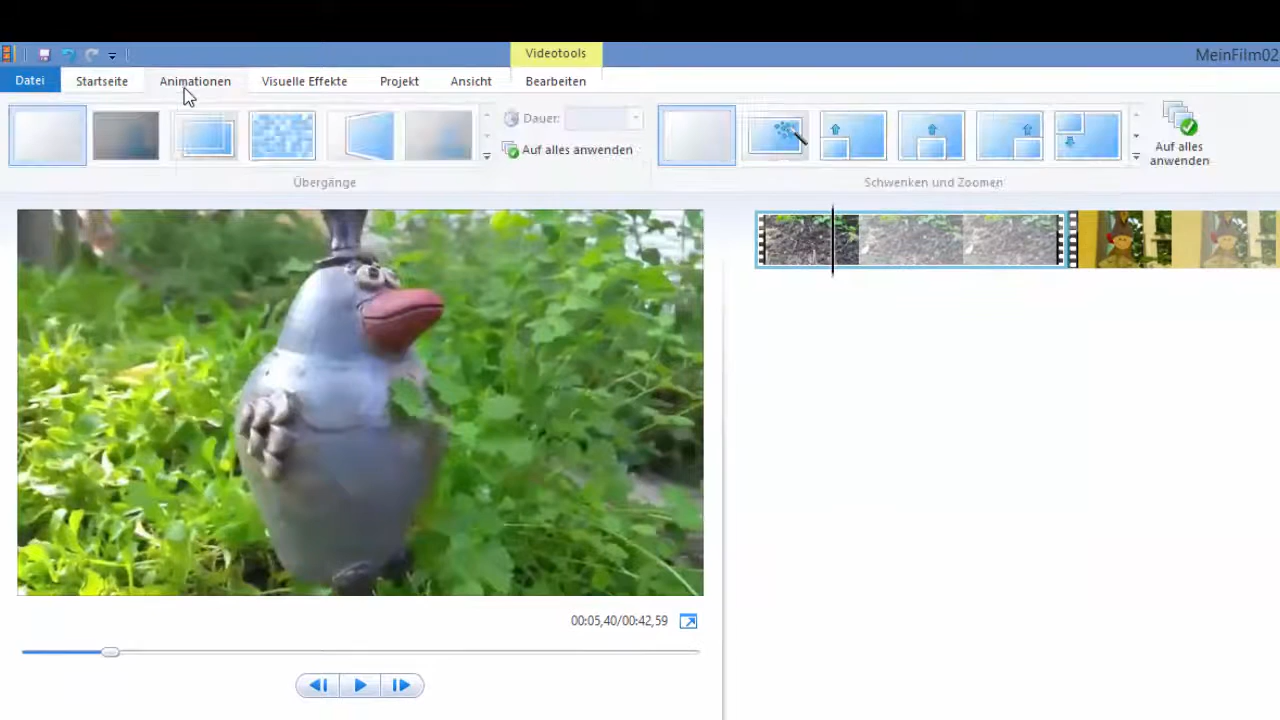 Videotools
MeinFilm02
Datei Startseite Animationen Visuelle Effekte Projekt Ansicht Bearbeiten
Dauer:
Auf alles anwenden
Auf alles
anwenden
Übergänge
Schwenken und Zoomen
00:05,40/00:42,59